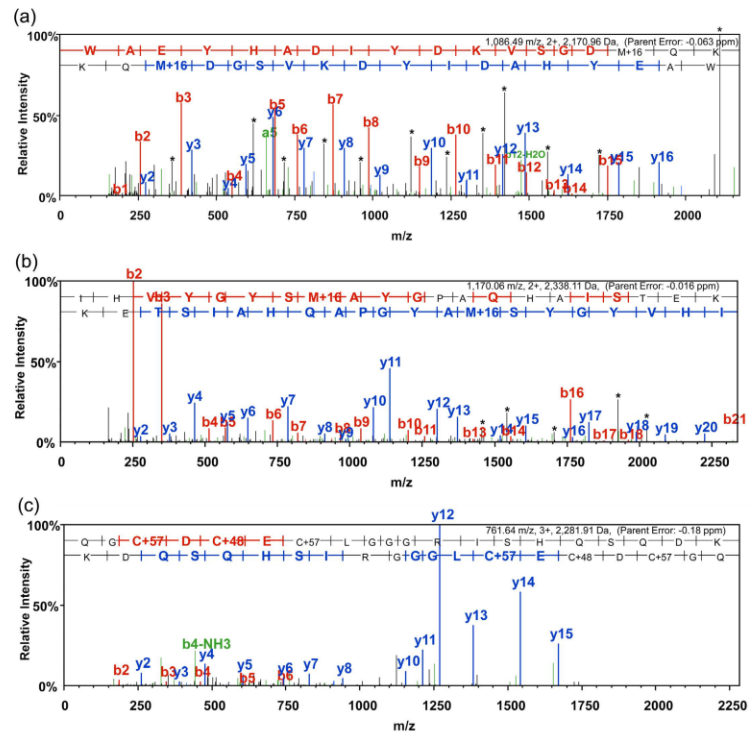 (a)
1,086.49 m/z, 2+, 2,170.96 Da, (Parent Error: -0.063 ppm)
W A E Y H A D I Y D K V S G D M+16 Q K
K Q M+16 D G S V K D Y I D A H Y E A W
100%
50%
0%
Relative Intensity
b1 b2 y2 b3 y3 y4 b4 y5 a5 y6 b5 b6 y7 b7 y8 b8 y9 b9 y10 b10 y11 b11 y12 y12-H2O y13 b12 b13 y14 b14 b15 y15 y16
* * * * * * * * * * * *
0 250 500 750 1000 1250 1500 1750 2000
m/z
(b)
1,170.06 m/z, 2+, 2,338.11 Da, (Parent Error: -0.016 ppm)
I H V b3 Y G Y S M+16 A Y G P A Q H A I S T E K
K E T S I A H Q A P G Y A M+16 S Y G Y V H I
100%
50%
0%
Relative Intensity
b2 y2 y3 y4 b4 y5 b5 y6 b6 y7 b7 y8 b8 y9 b9 y10 y11 b10 b11 y12 y13 b13 y14 b14 y15 b16 y16 y17 b17 y18 b18 y19 y20 b21
* * * * *
0 250 500 750 1000 1250 1500 1750 2000 2250
m/z
(c)
761.64 m/z, 3+, 2,281.91 Da, (Parent Error: -0.18 ppm)
Q G C+57 D C+48 E C+57 L G G G R I S H Q S Q D K
K D Q S Q H S I R G G G L C+57 E C+48 D C+57 G Q
100%
50%
0%
Relative Intensity
b2 y2 b3 y3 b4-NH3 b4 y4 y5 b5 y6 b6 y7 y8 y10 y11 y12 y13 y14 y15
0 250 500 750 1000 1250 1500 1750 2000 2250
m/z